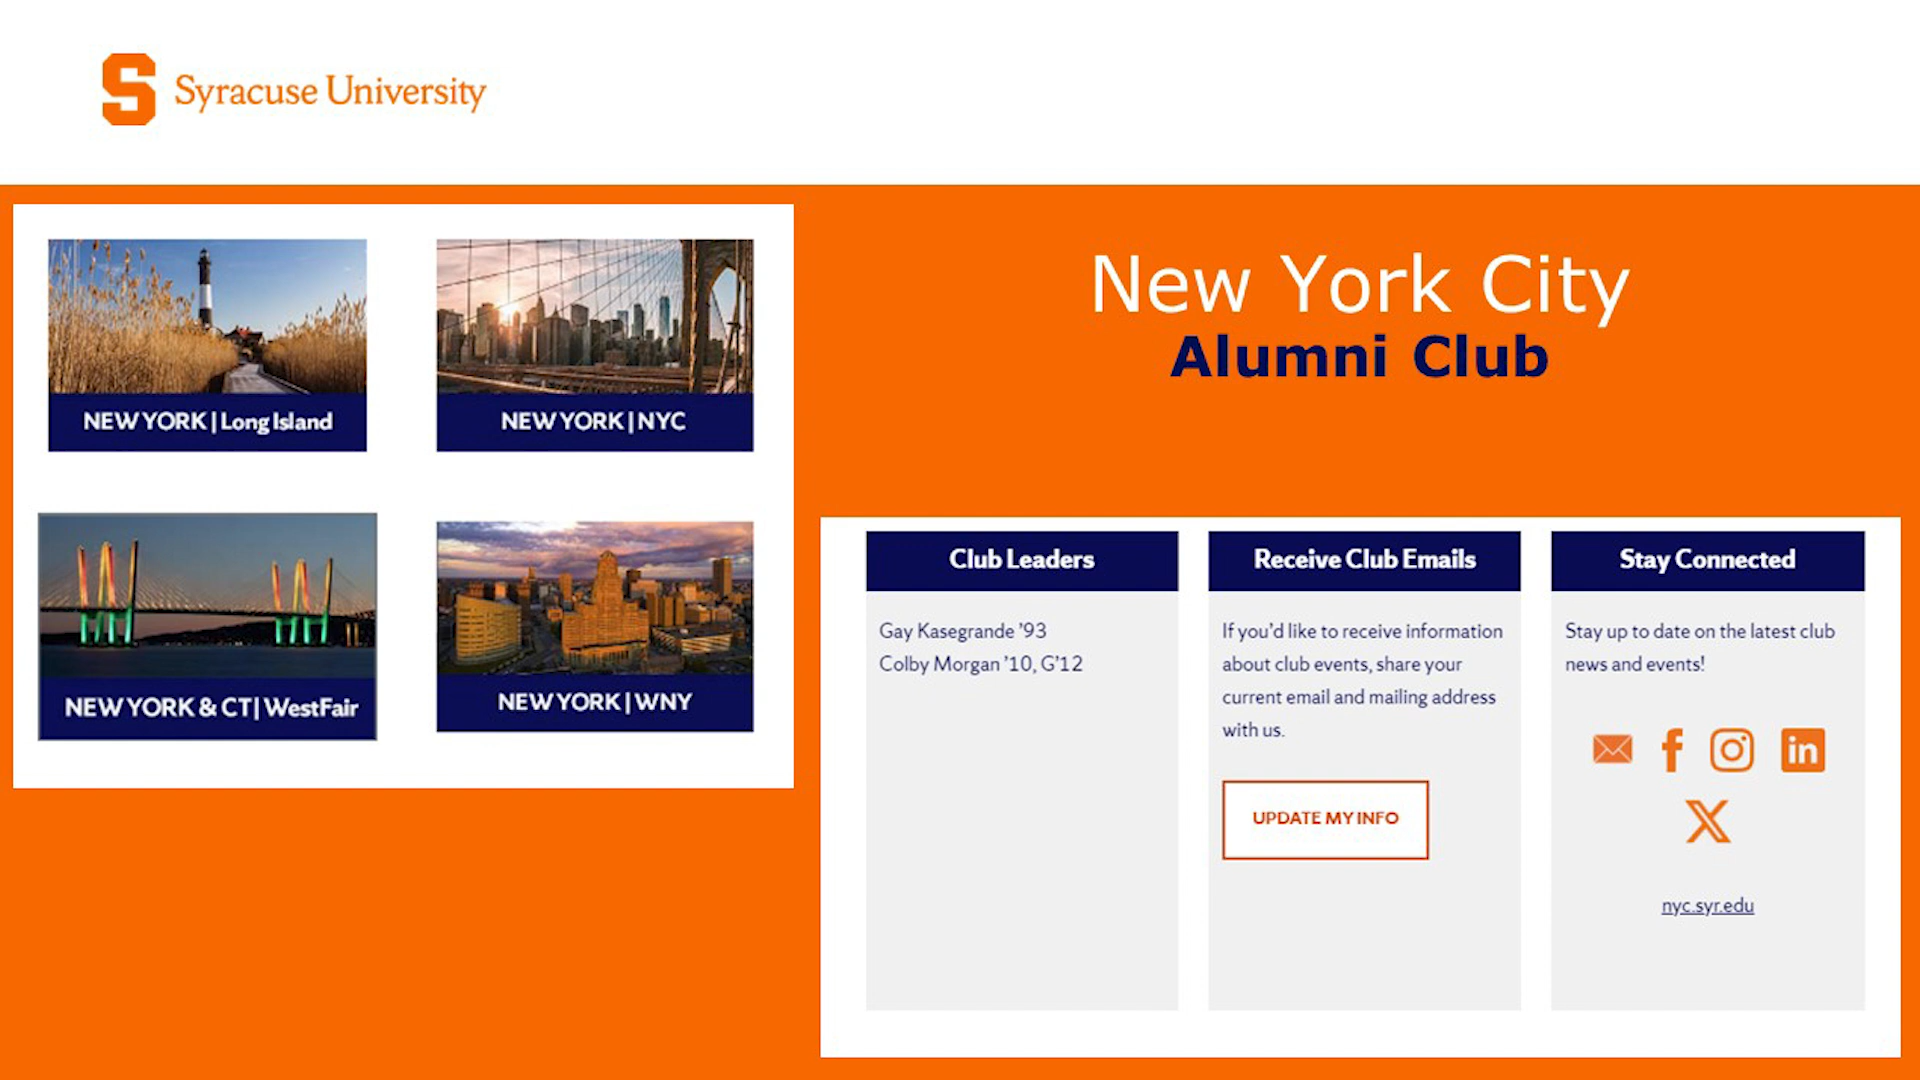 S Syracuse University
NEW YORK | Long Island
NEW YORK | NYC
NEW YORK & CT| WestFair
NEW YORK | WNY
New York City
Alumni Club
Club Leaders
Gay Kasegrande ’93
Colby Morgan ’10, G’12
Receive Club Emails
If you’d like to receive information
about club events, share your
current email and mailing address
with us.
UPDATE MY INFO
Stay Connected
Stay up to date on the latest club
news and events!
nyc.syr.edu